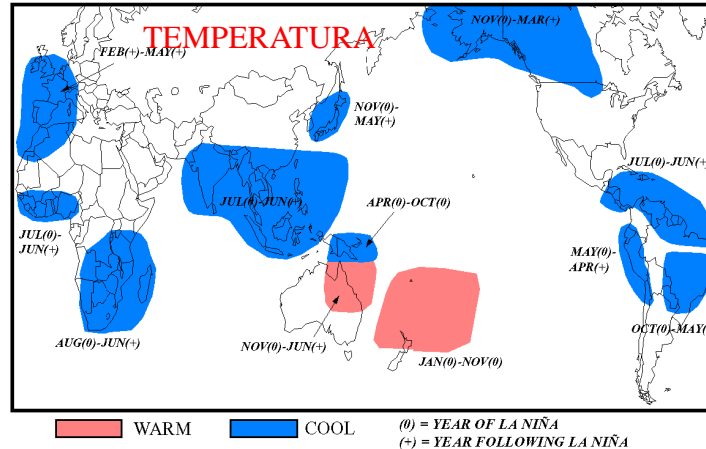 TEMPERATURA
NOV(0)-MAR(+)
FEB(+)-MAY(+)
NOV(0)-
MAY(+)
JUL(0)-JUN(+)
JUL(0)-JUN(+)
APR(0)-OCT(0)
JUL(0)-
JUN(+)
MAY(0)-
APR(+)
AUG(0)-JUN(+)
NOV(0)-JUN(+)
JAN(0)-NOV(0)
OCT(0)-MAY(
WARM
COOL
(0) = YEAR OF LA NIÑA
(+) = YEAR FOLLOWING LA NIÑA